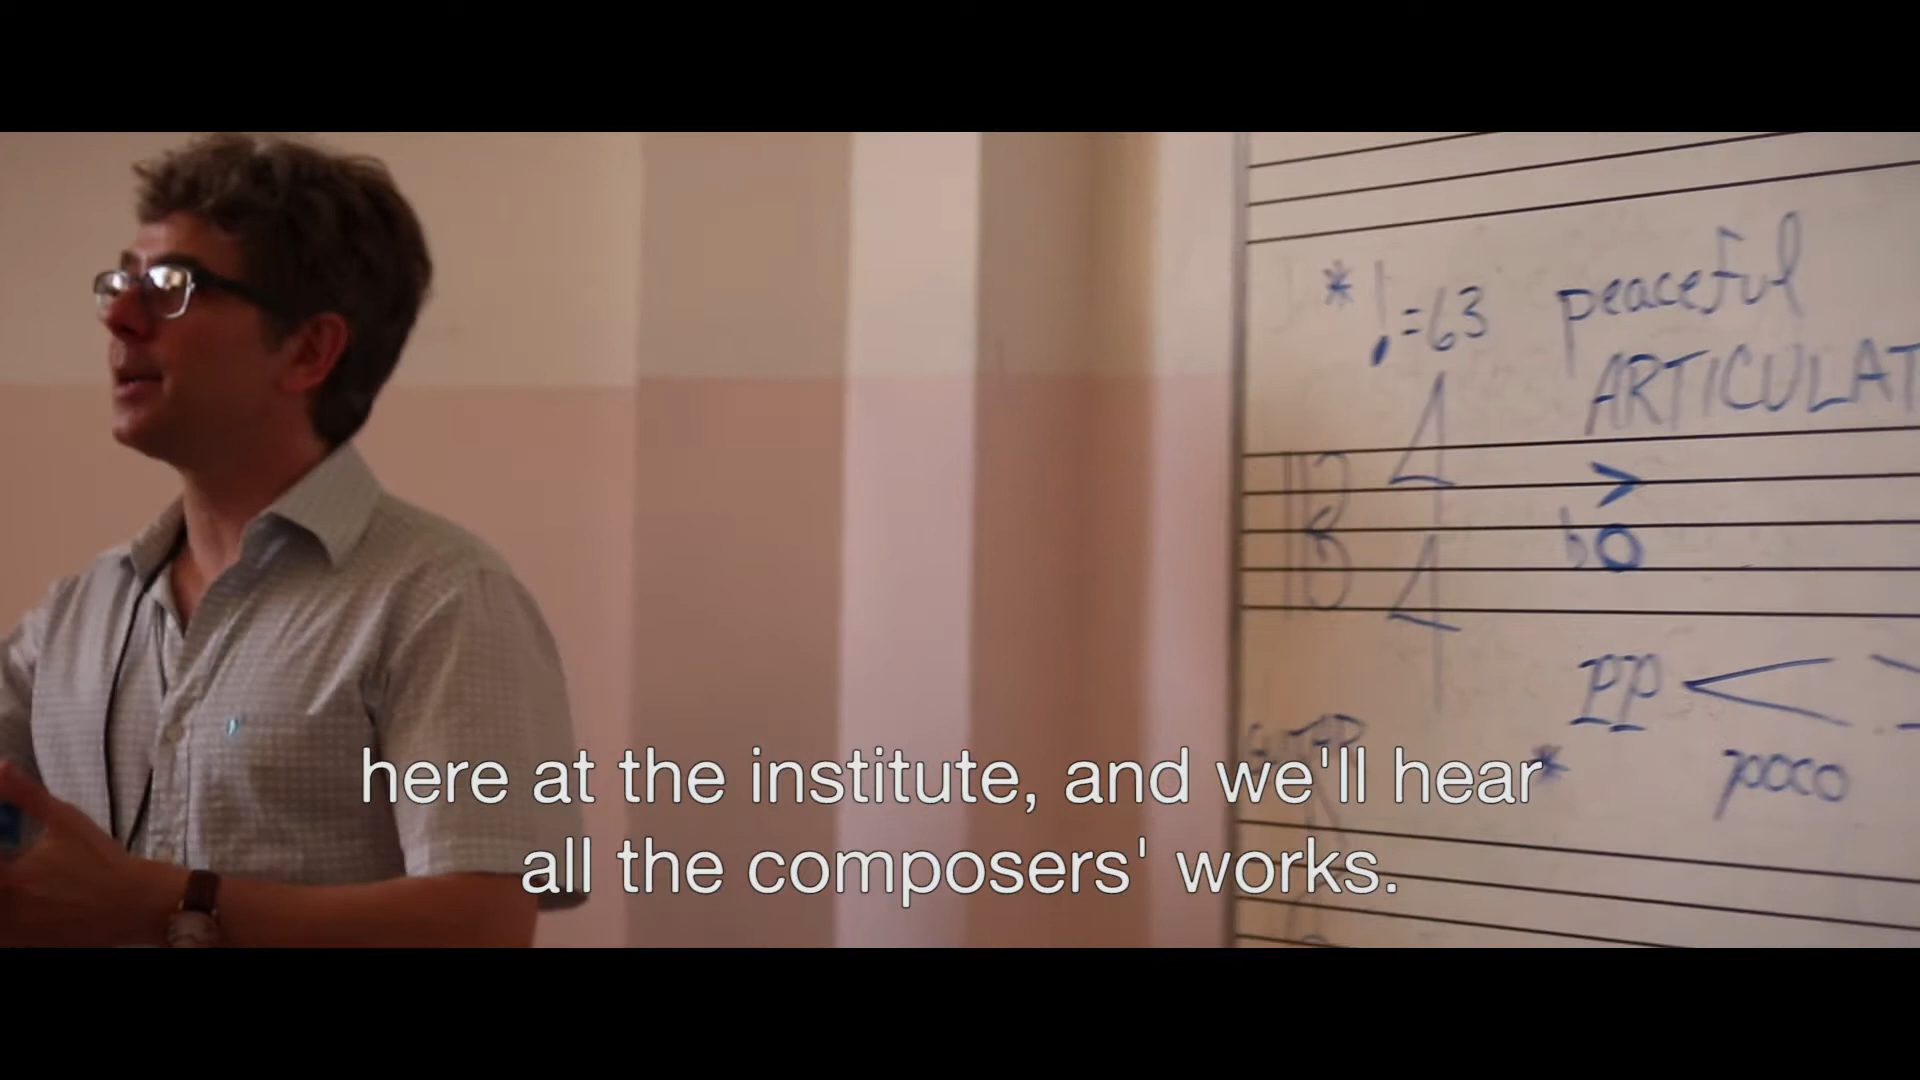 * ♩=63 peaceful
ARTICULAT
4
4
>
b
pp <
* poco
here at the institute, and we'll hear
all the composers' works.